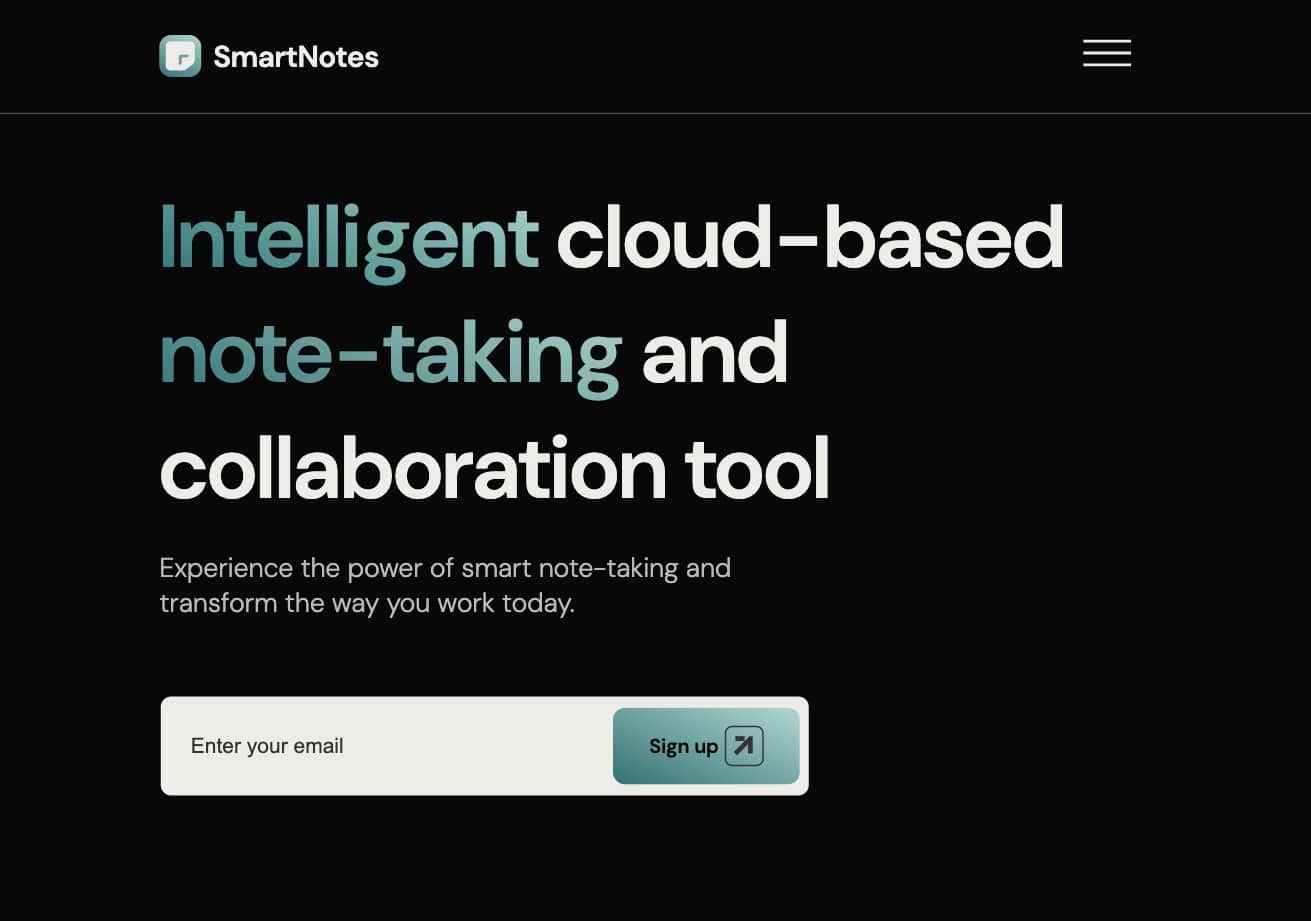 SmartNotes
Intelligent cloud-based
note-taking and
collaboration tool
Experience the power of smart note-taking and
transform the way you work today.
Enter your email
Sign up